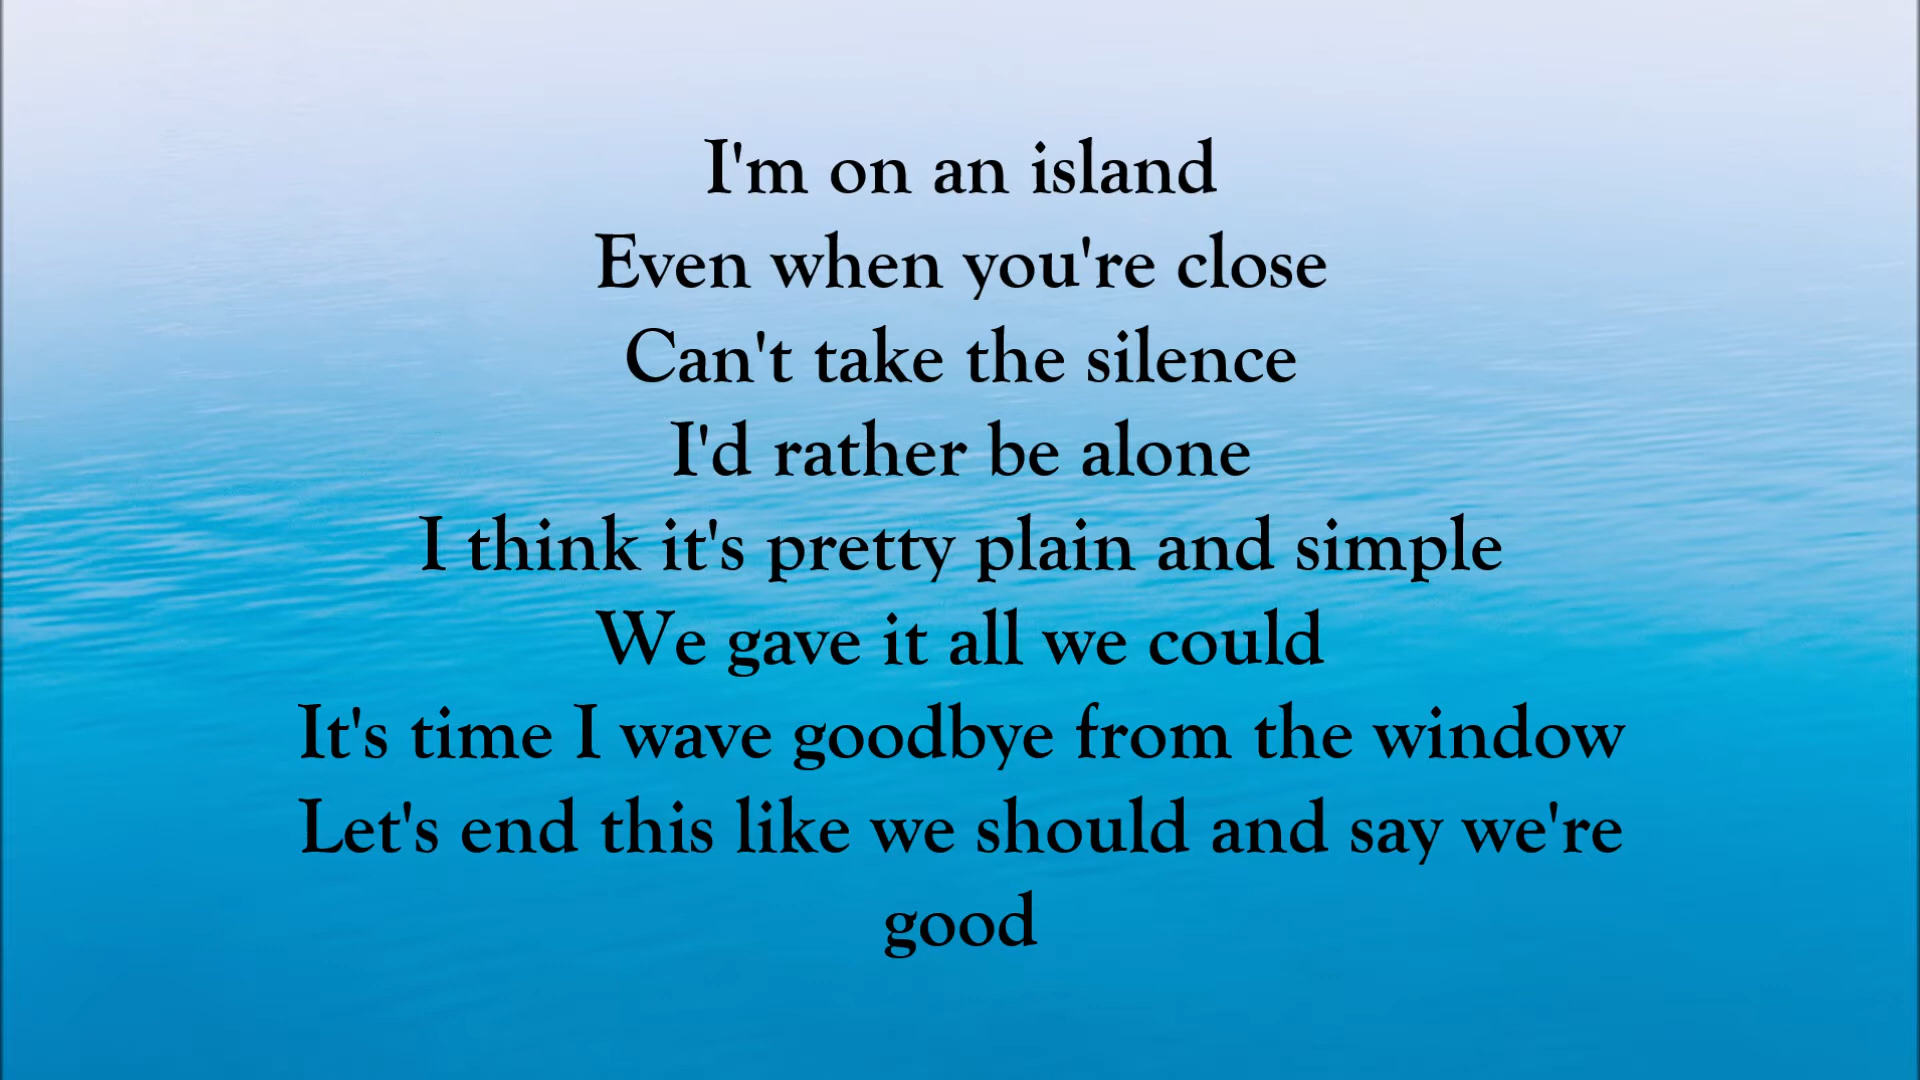 I'm on an island
Even when you're close
Can't take the silence
I'd rather be alone
I think it's pretty plain and simple
We gave it all we could
It's time I wave goodbye from the window
Let's end this like we should and say we're
good